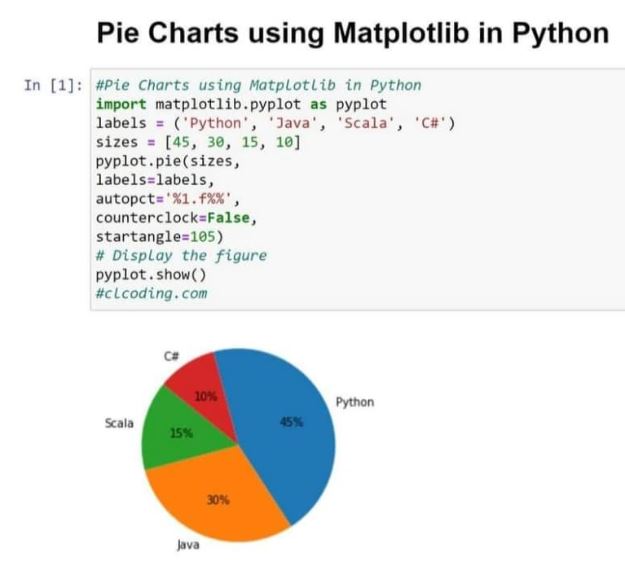 Pie Charts using Matplotlib in Python
In [1]: #Pie Charts using Matplotlib in Python
import matplotlib.pyplot as pyplot
labels = ('Python', 'Java', 'Scala', 'C#')
sizes = [45, 30, 15, 10]
pyplot.pie(sizes,
labels=labels,
autopct='%1.f%%',
counterclock=False,
startangle=105)
# Display the figure
pyplot.show()
#clcoding.com
C#
10%
Python
Scala
45%
15%
30%
Java